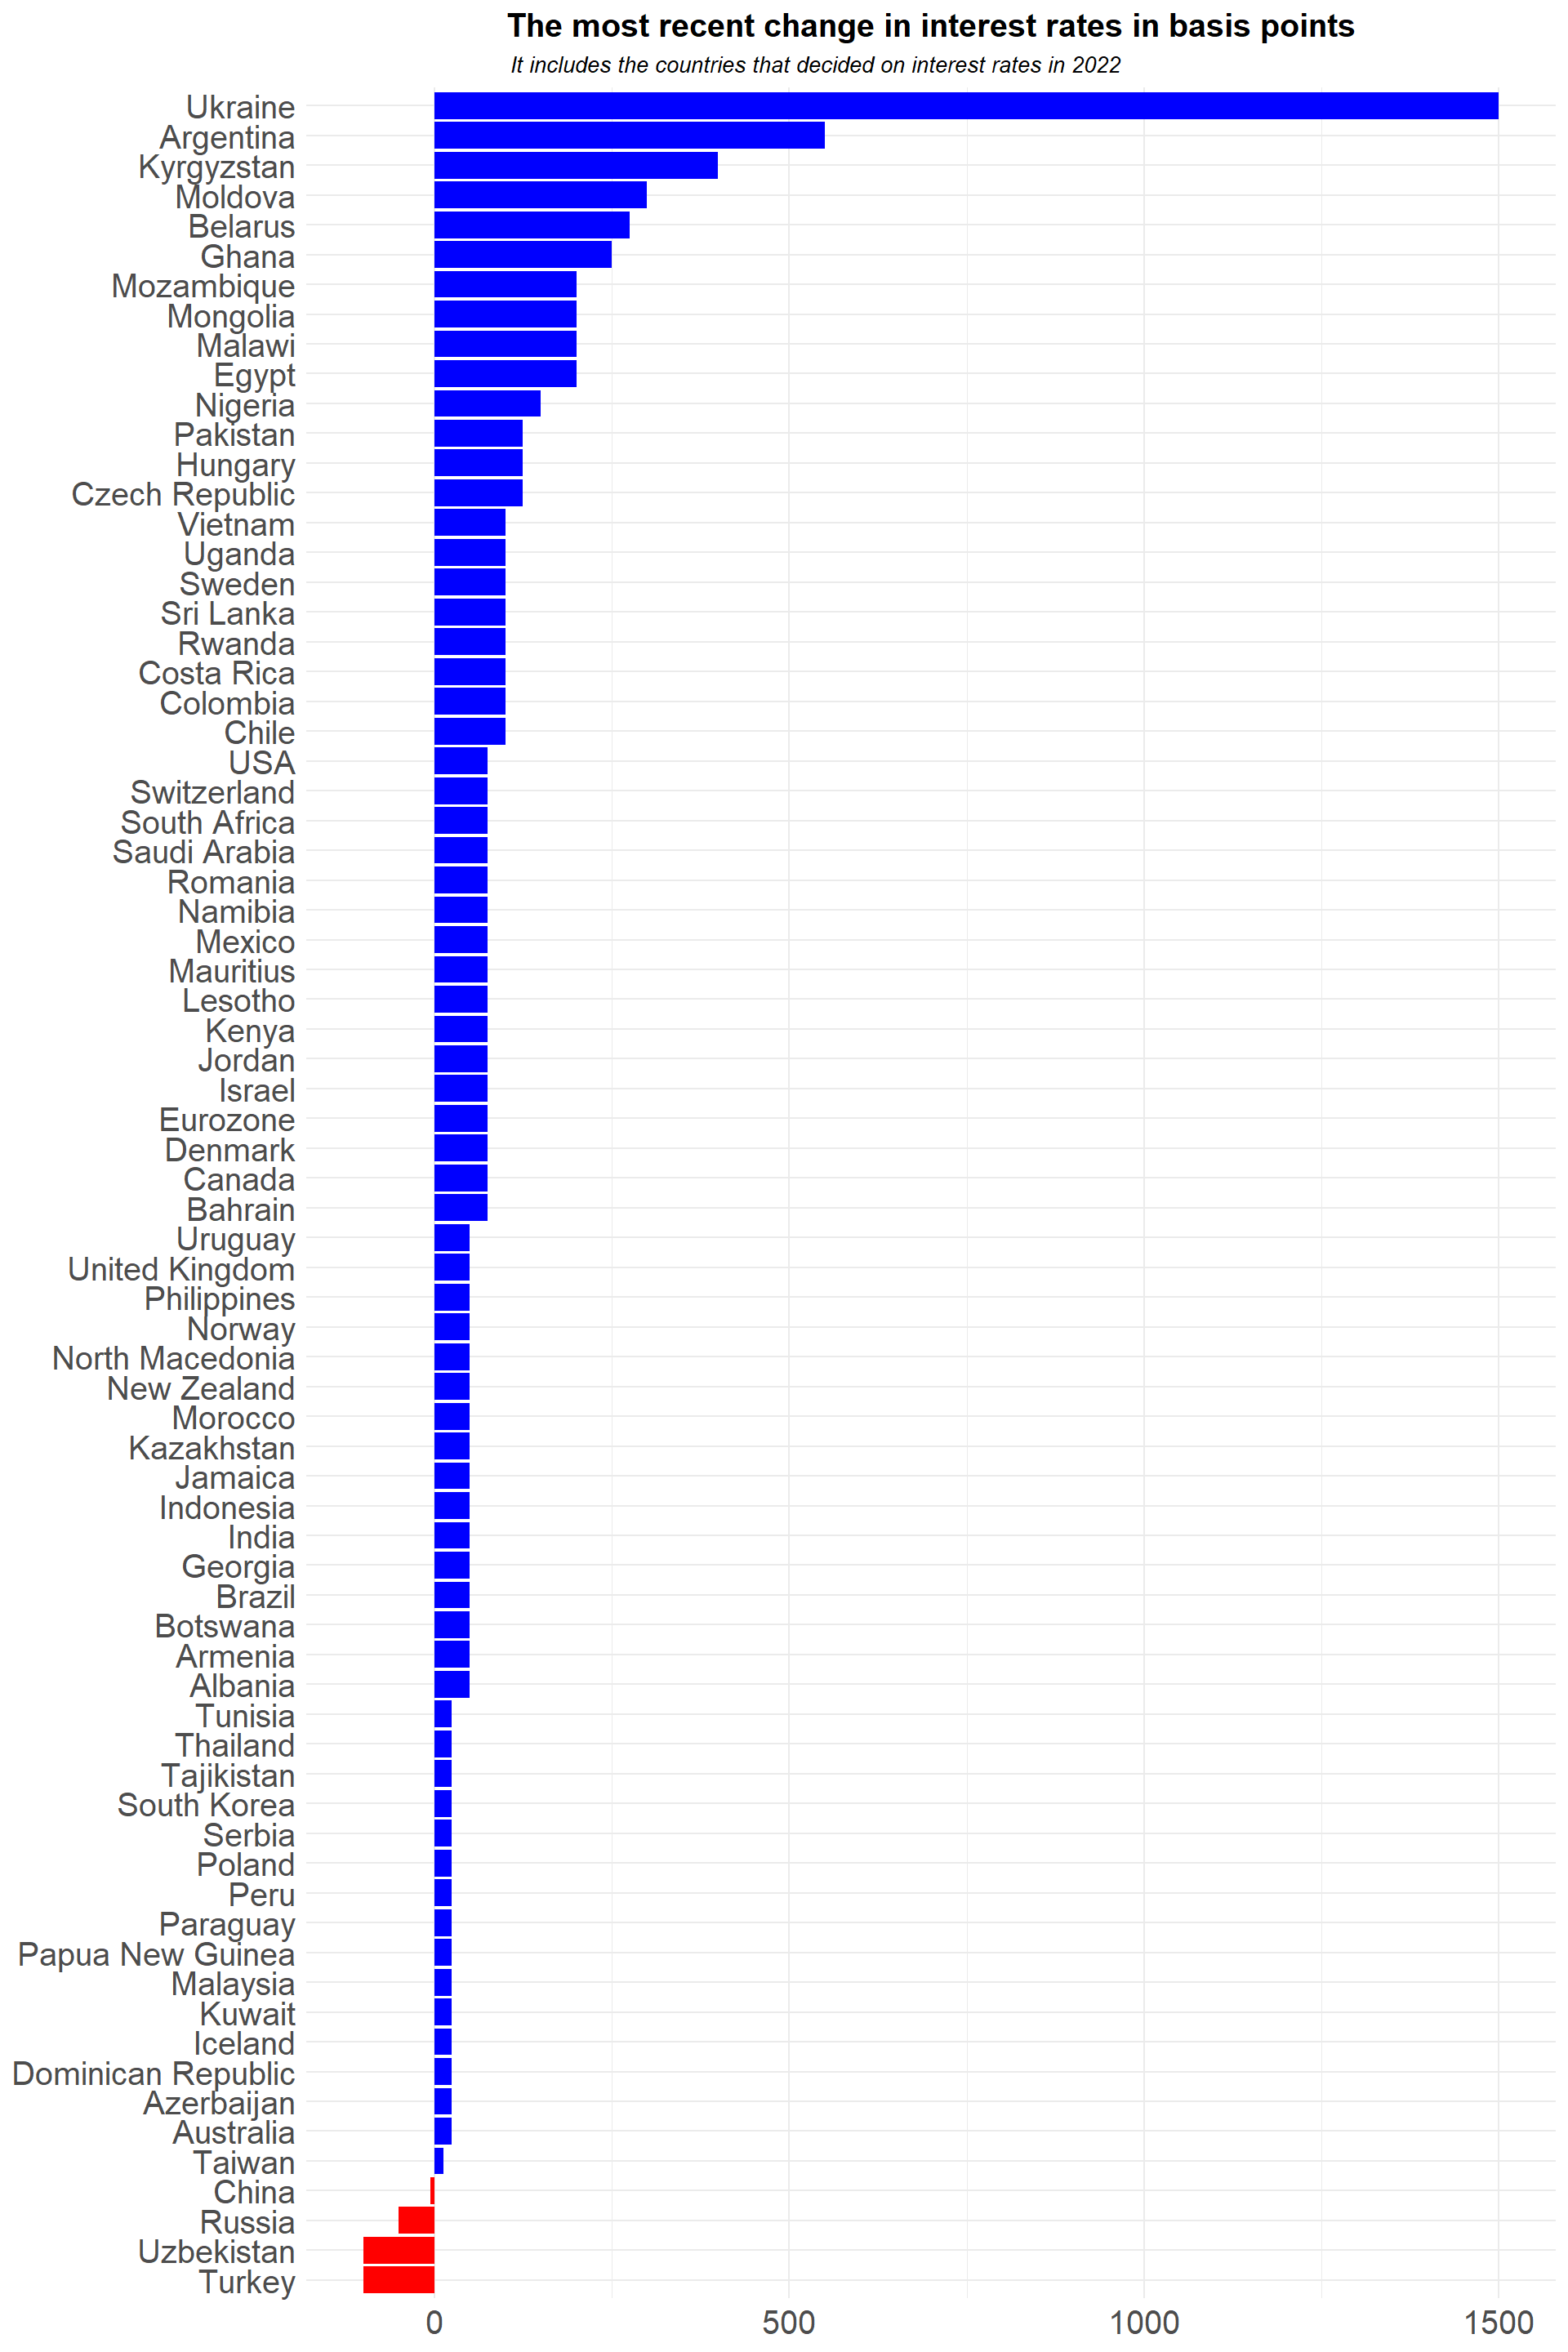 The most recent change in interest rates in basis points
It includes the countries that decided on interest rates in 2022
Ukraine
Argentina
Kyrgyzstan
Moldova
Belarus
Ghana
Mozambique
Mongolia
Malawi
Egypt
Nigeria
Pakistan
Hungary
Czech Republic
Vietnam
Uganda
Sweden
Sri Lanka
Rwanda
Costa Rica
Colombia
Chile
USA
Switzerland
South Africa
Saudi Arabia
Romania
Namibia
Mexico
Mauritius
Lesotho
Kenya
Jordan
Israel
Eurozone
Denmark
Canada
Bahrain
Uruguay
United Kingdom
Philippines
Norway
North Macedonia
New Zealand
Morocco
Kazakhstan
Jamaica
Indonesia
India
Georgia
Brazil
Botswana
Armenia
Albania
Tunisia
Thailand
Tajikistan
South Korea
Serbia
Poland
Peru
Paraguay
Papua New Guinea
Malaysia
Kuwait
Iceland
Dominican Republic
Azerbaijan
Australia
Taiwan
China
Russia
Uzbekistan
Turkey
0 500 1000 1500